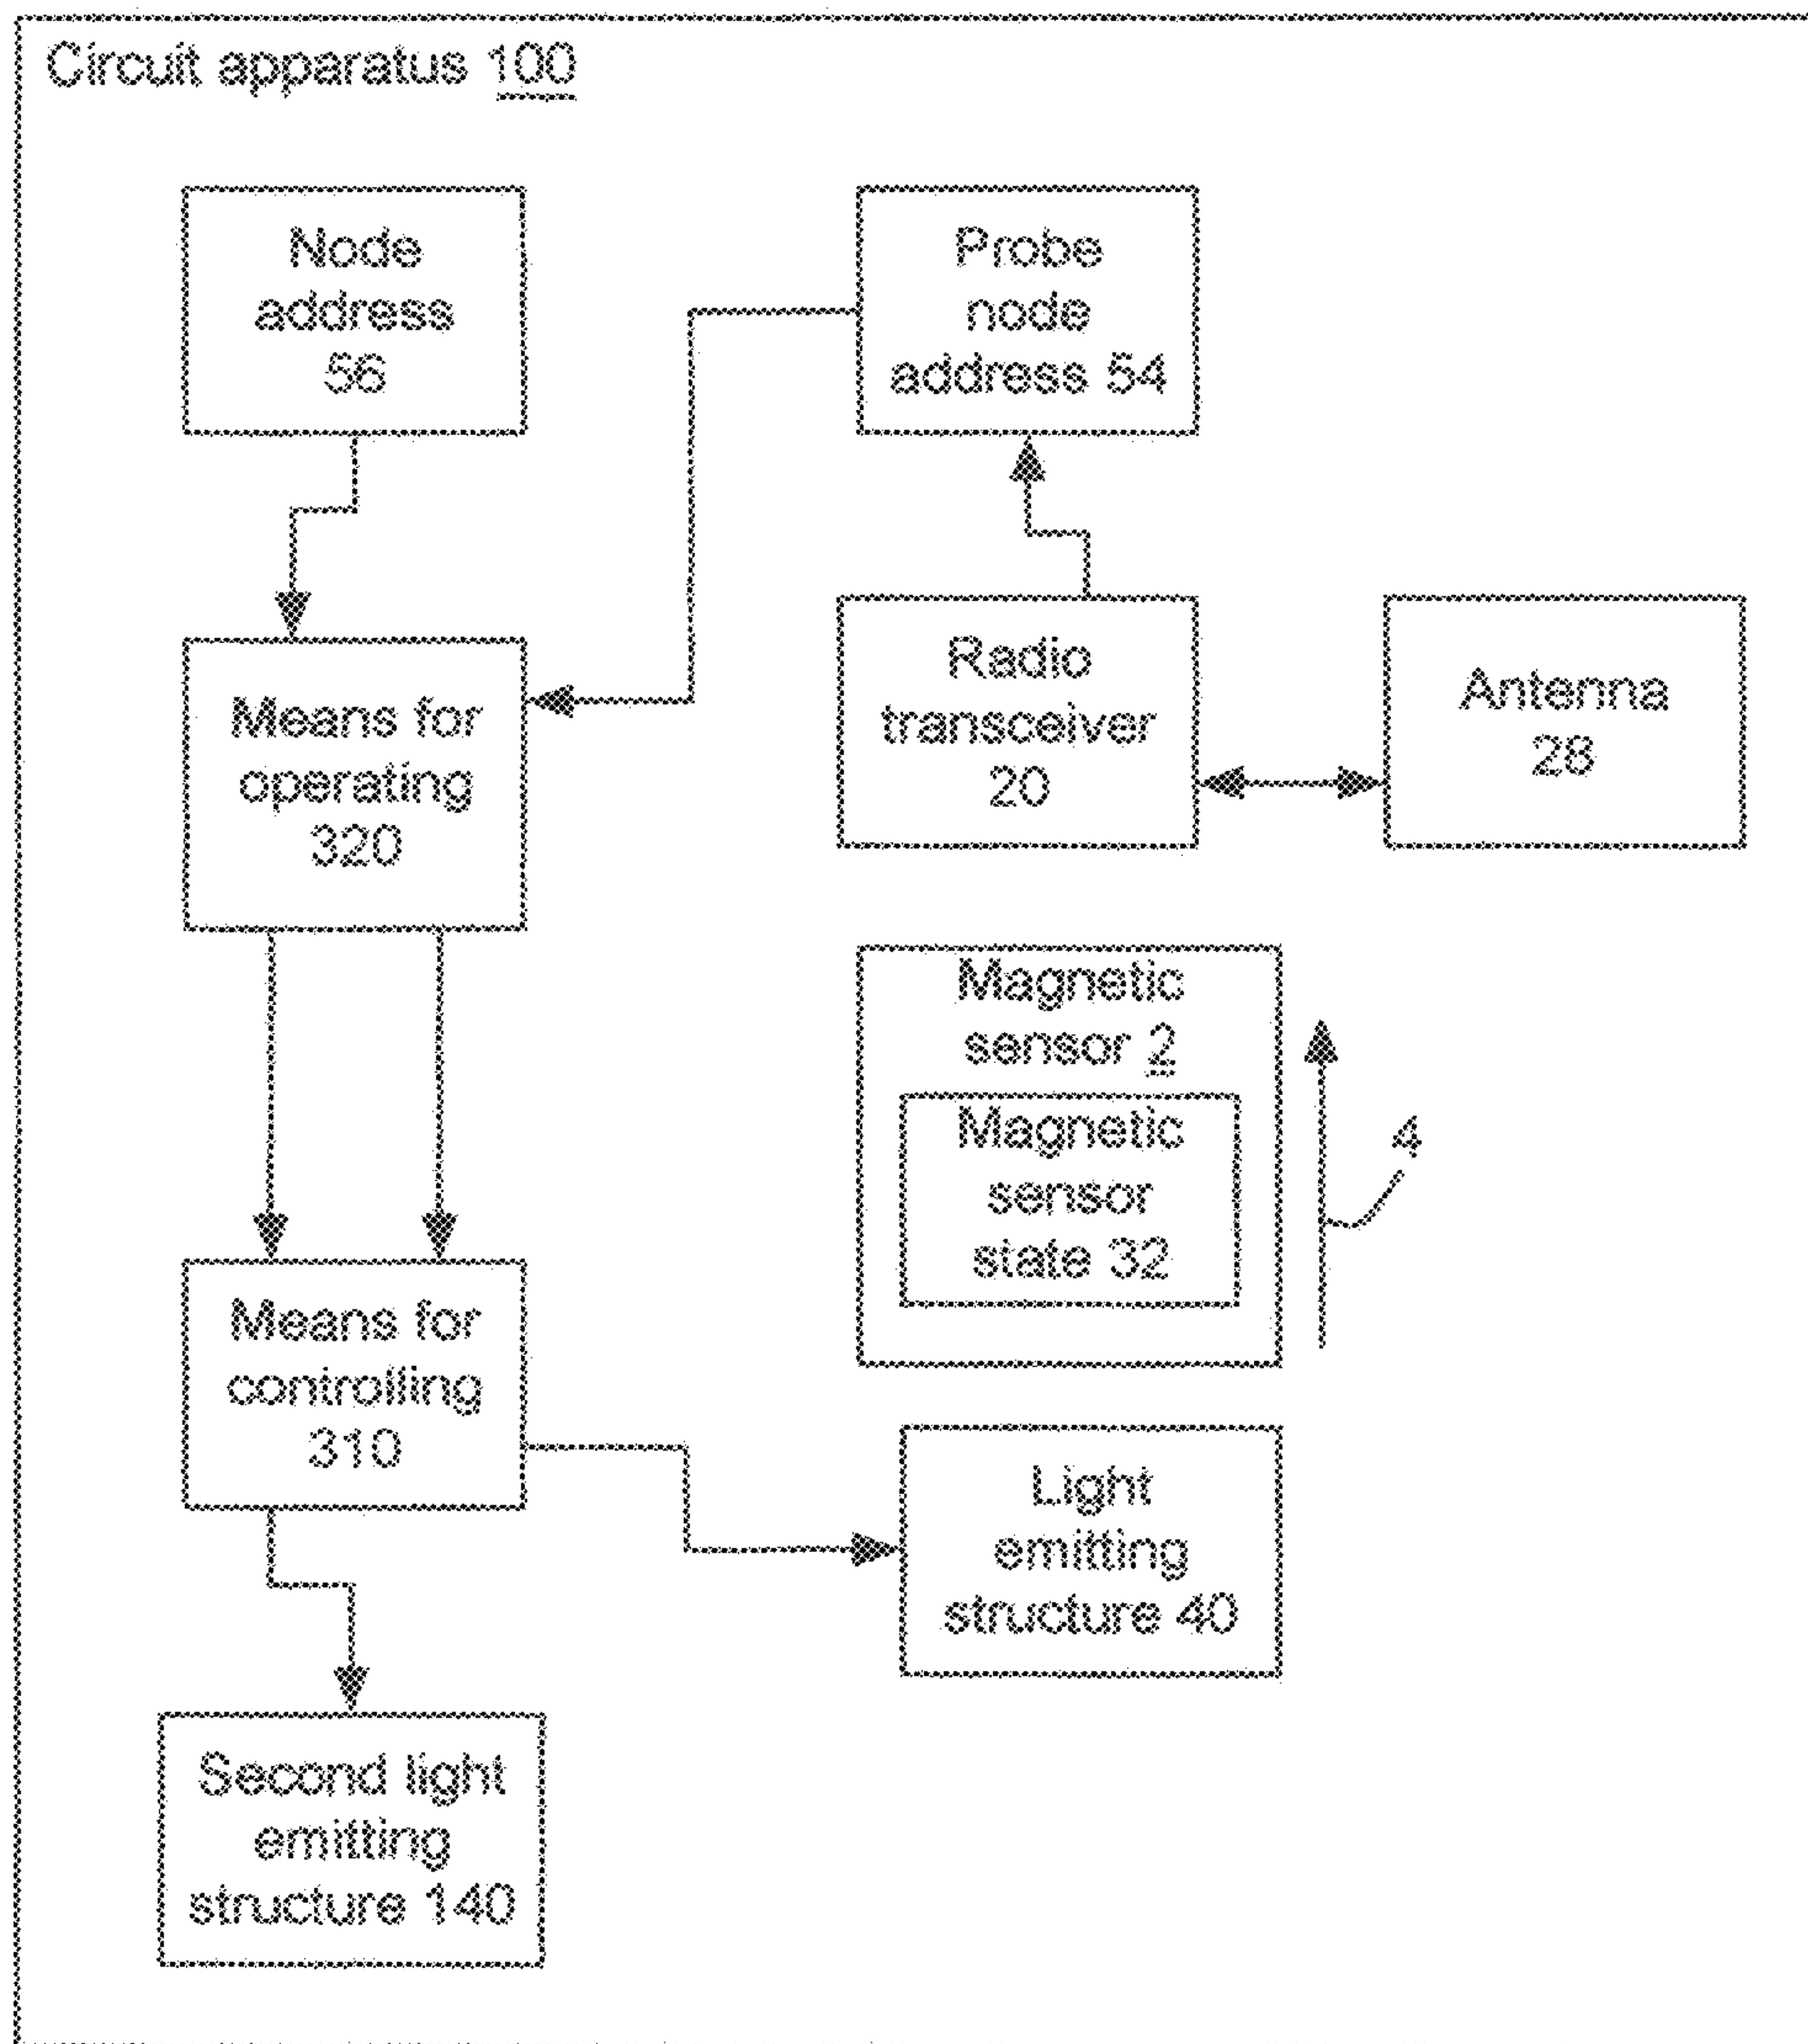 Circuit apparatus 100
Node
address
56
Probe
node
address 54
Means for
operating
320
Radio
transceiver
20
Antenna
28
Magnetic
sensor 2
Magnetic
sensor
state 32
4
Means for
controlling
310
Light
emitting
structure 40
Second light
emitting
structure 140